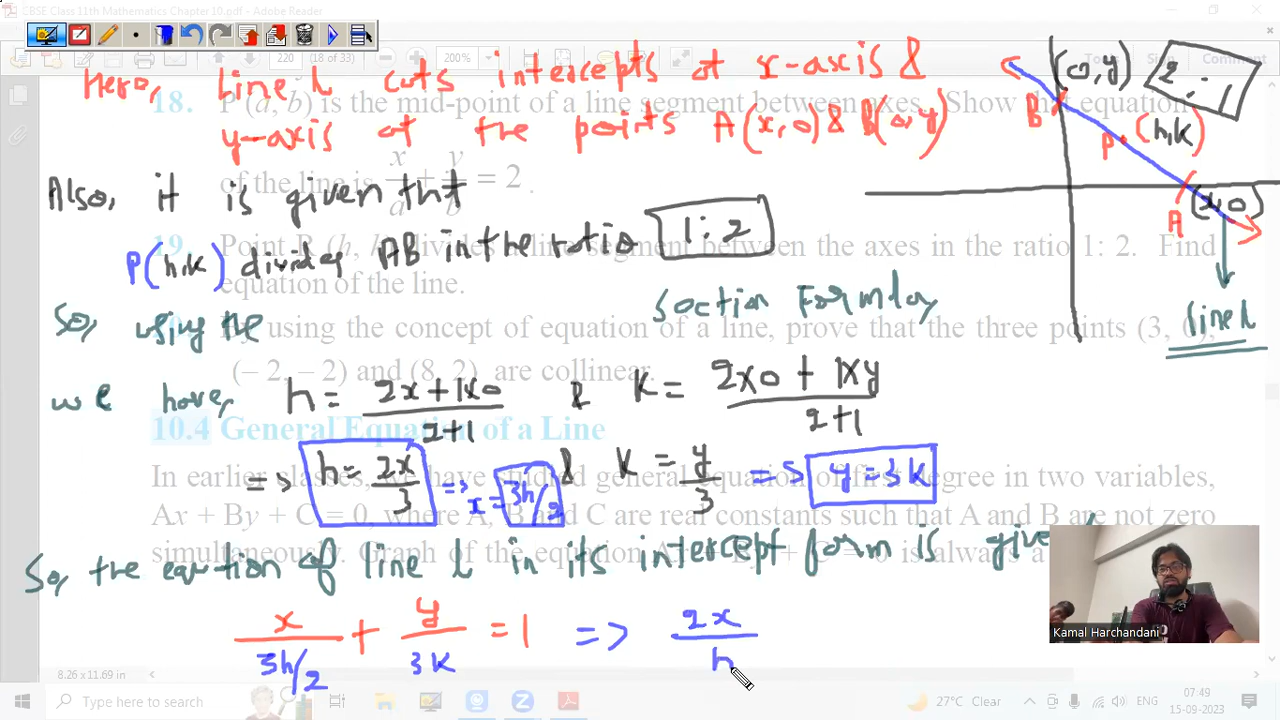 CBSE Class 11th Mathematics Chapter 10.pdf - Adobe Reader
220 (18 of 33) 200% Comment
Here, line L cuts intercepts at x-axis &
y-axis at the points A(x,0) & B(0,y)
(0,y) 2 : 1
B P (h,k)
A (x,0)
line L
18. P (a, b) is the mid-point of a line segment between axes. Show that equation
of the line is x/a + y/b = 2 .
Also, it is given tht
P(h,k) divides AB in the ratio 1:2
19. Point R (h, k) divides a line segment between the axes in the ratio 1: 2. Find
equation of the line.
So, using the Section Formula,
By using the concept of equation of a line, prove that the three points (3, 0),
(– 2, – 2) and (8, 2) are collinear.
we have, h = 2x+1x0 / 2+1 & K = 2x0 + 1xy / 2+1
10.4 General Equation of a Line
=> h = 2x/3 => x = 3h/2 & K = y/3 => y = 3K
In earlier classes, we have studied general equation of first degree in two variables,
Ax + By + C = 0, where A, B and C are real constants such that A and B are not zero
simultaneously. Graph of the equation Ax + By + C = 0 is always a
So, the eqution of line L in its intercept form is give
x / 3h/2 + y / 3K = 1 => 2x / h
Kamal Harchandani
8.26 x 11.69 in
Search
27°C Clear ENG 07:49
15-09-2023